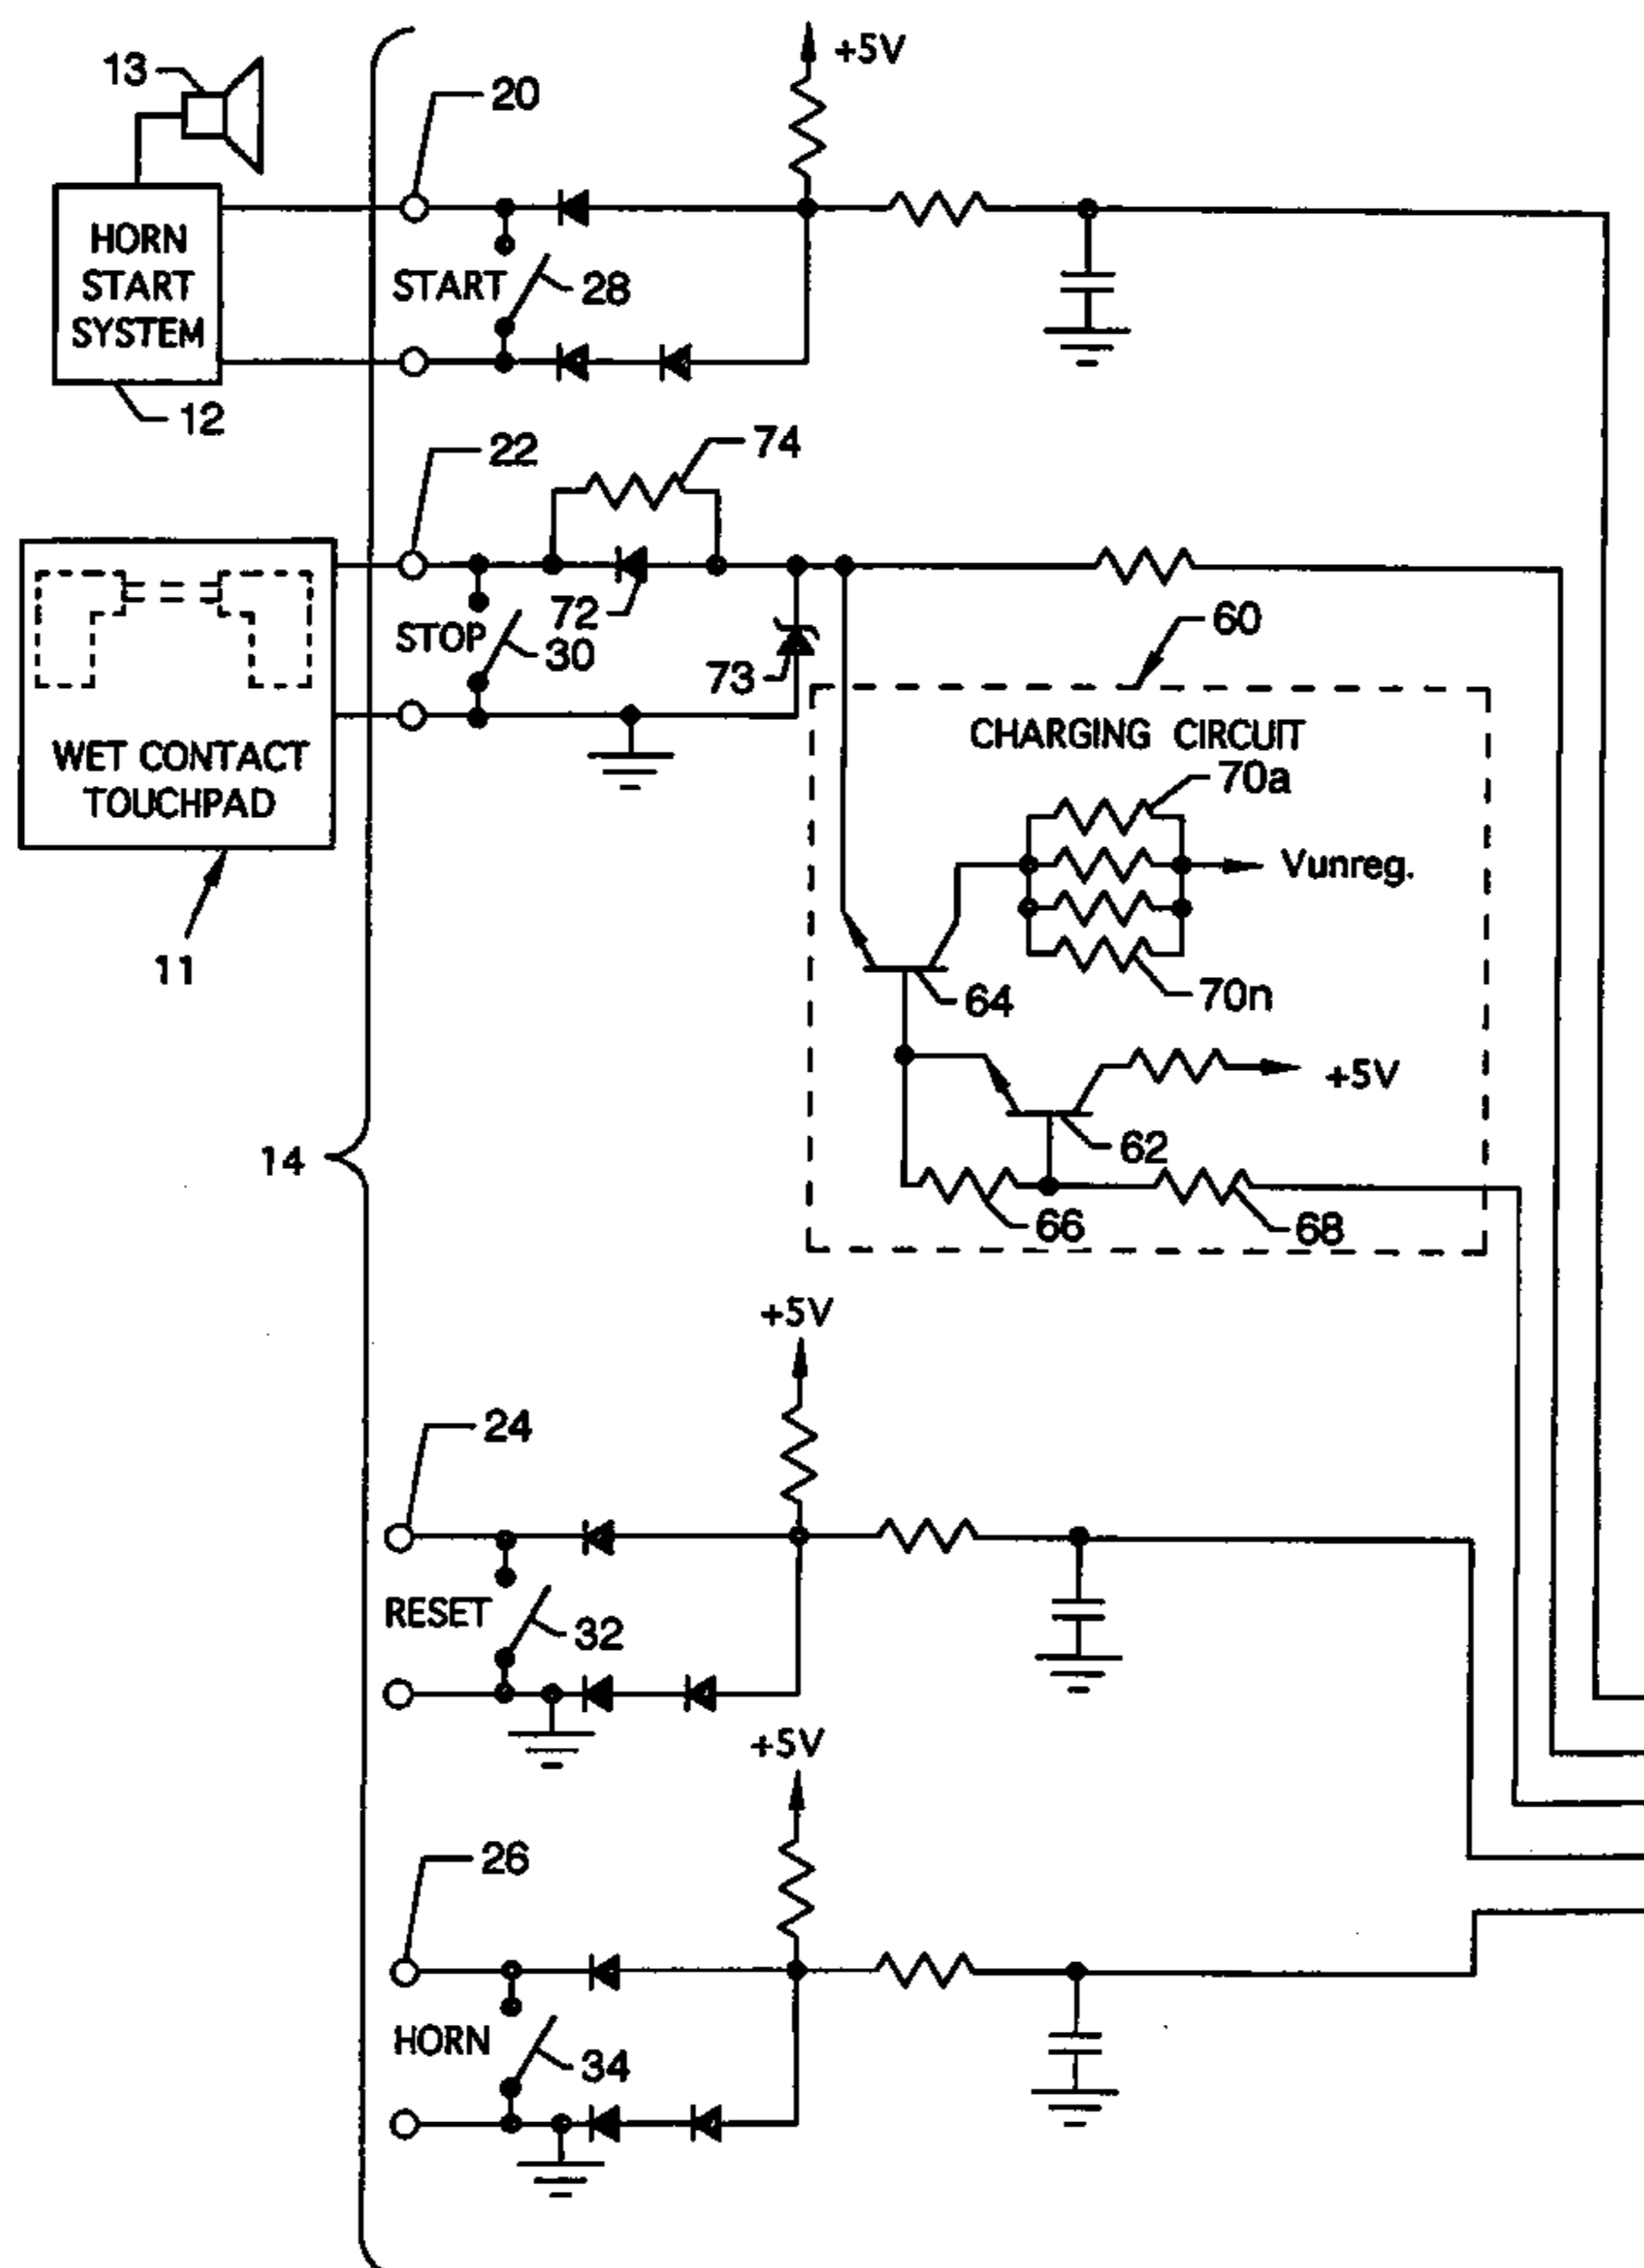 +5V
13
20
HORN
START
SYSTEM
START
28
12
22
74
72
STOP
30
60
73
CHARGING CIRCUIT
WET CONTACT
TOUCHPAD
70a
Vunreg.
11
64
70n
+5V
62
14
66
68
+5V
24
RESET
32
+5V
26
HORN
34